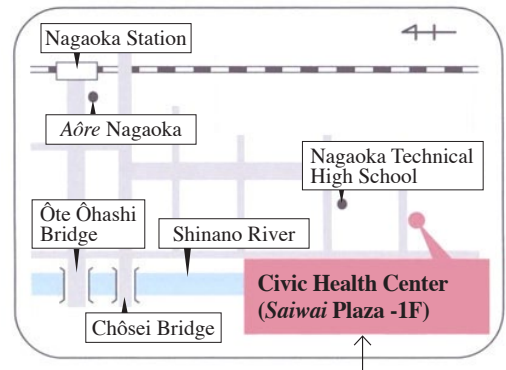 Nagaoka Station
Aôre Nagaoka
Nagaoka Technical
High School
Ôte Ôhashi
Bridge
Shinano River
Civic Health Center
(Saiwai Plaza -1F)
Chôsei Bridge